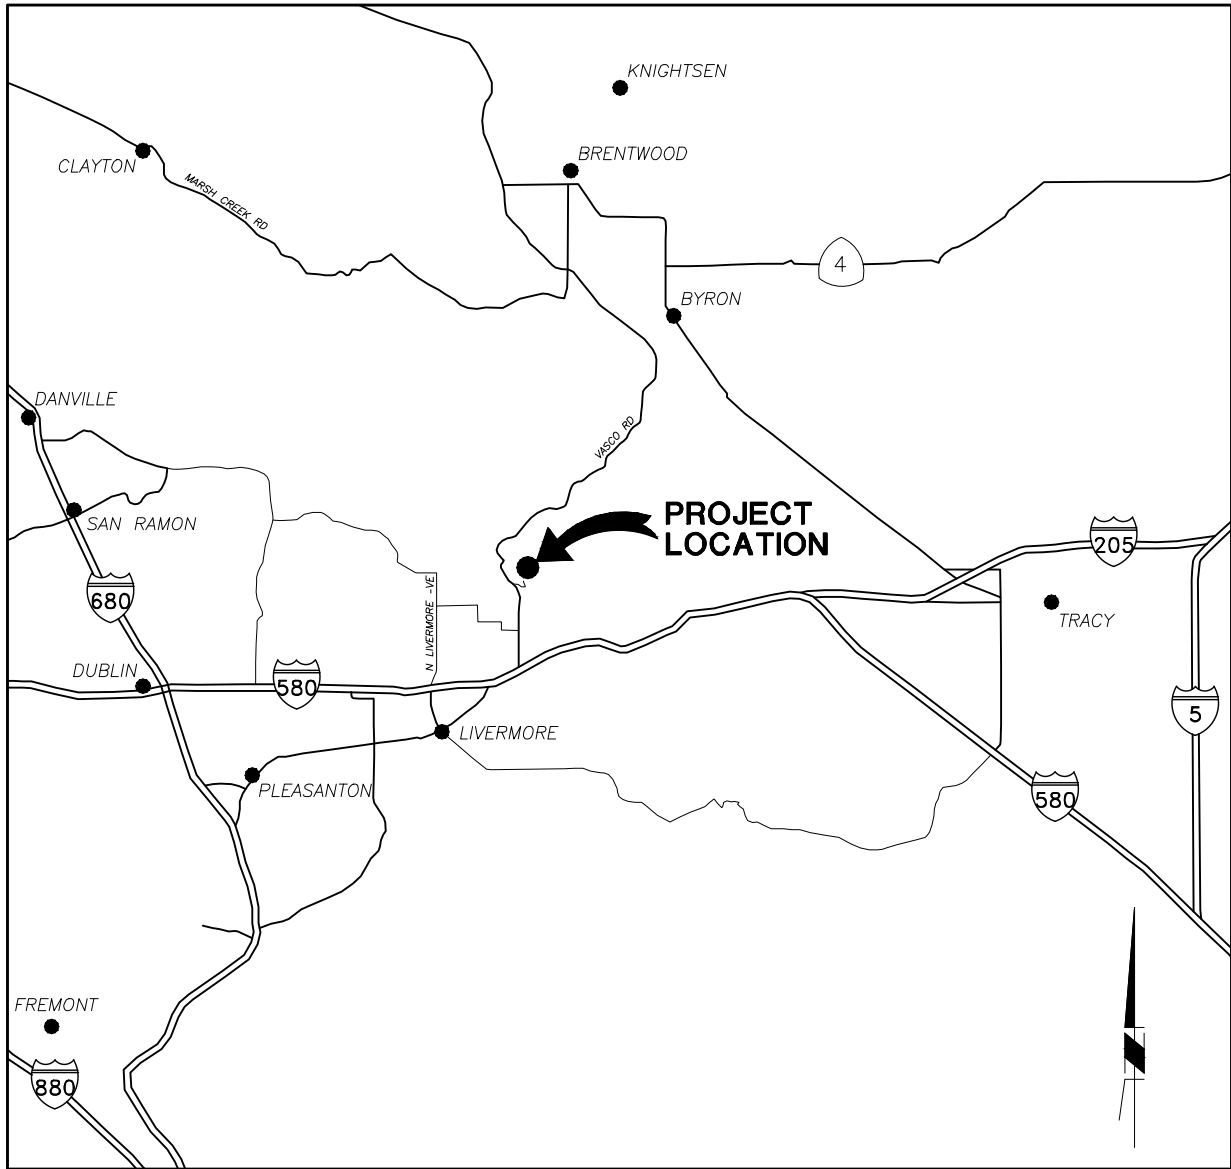 KNIGHTSEN
BRENTWOOD
CLAYTON
MARSH CREEK RD
4
BYRON
DANVILLE
VASCO RD
SAN RAMON
PROJECT
LOCATION
205
680
N LIVERMORE -VE
TRACY
DUBLIN
580
5
LIVERMORE
PLEASANTON
580
FREMONT
880